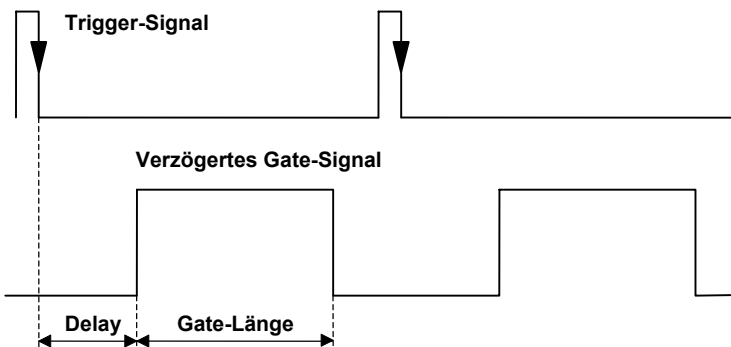 Trigger-Signal
Verzögertes Gate-Signal
Delay
Gate-Länge